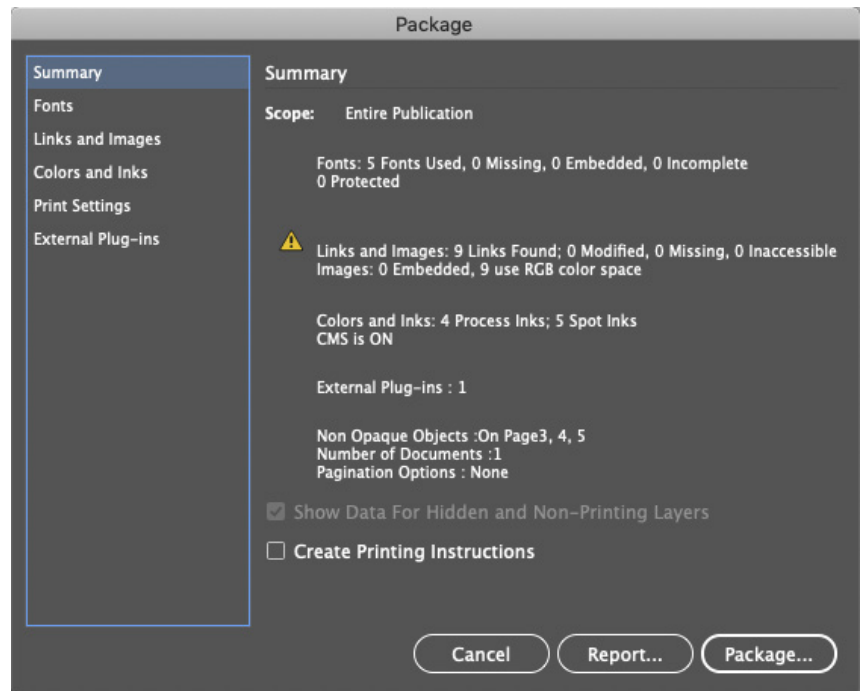 Package
Summary
Fonts
Links and Images
Colors and Inks
Print Settings
External Plug-ins
Summary
Scope: Entire Publication
Fonts: 5 Fonts Used, 0 Missing, 0 Embedded, 0 Incomplete
0 Protected
Links and Images: 9 Links Found; 0 Modified, 0 Missing, 0 Inaccessible
Images: 0 Embedded, 9 use RGB color space
Colors and Inks: 4 Process Inks; 5 Spot Inks
CMS is ON
External Plug-ins : 1
Non Opaque Objects :On Page3, 4, 5
Number of Documents :1
Pagination Options : None
Show Data For Hidden and Non-Printing Layers
Create Printing Instructions
Cancel
Report...
Package...